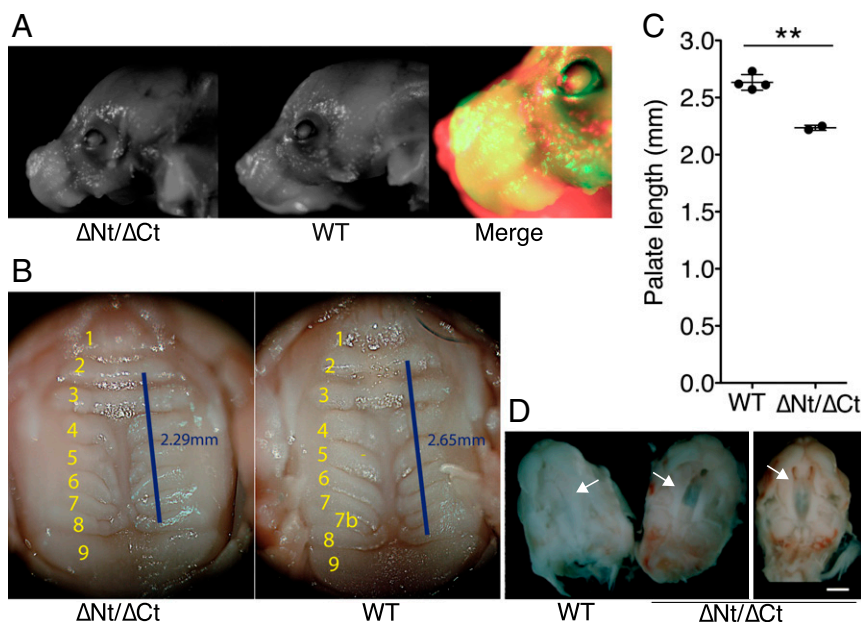 A
ΔNt/ΔCt
WT
Merge
B
1
2
3
4
5
6
7
8
9
2.29mm
ΔNt/ΔCt
1
2
3
4
5
6
7
7b
8
9
2.65mm
WT
C
**
Palate length (mm)
3.0
2.5
2.0
1.5
1.0
0.5
0.0
WT
ΔNt/ΔCt
D
WT
ΔNt/ΔCt